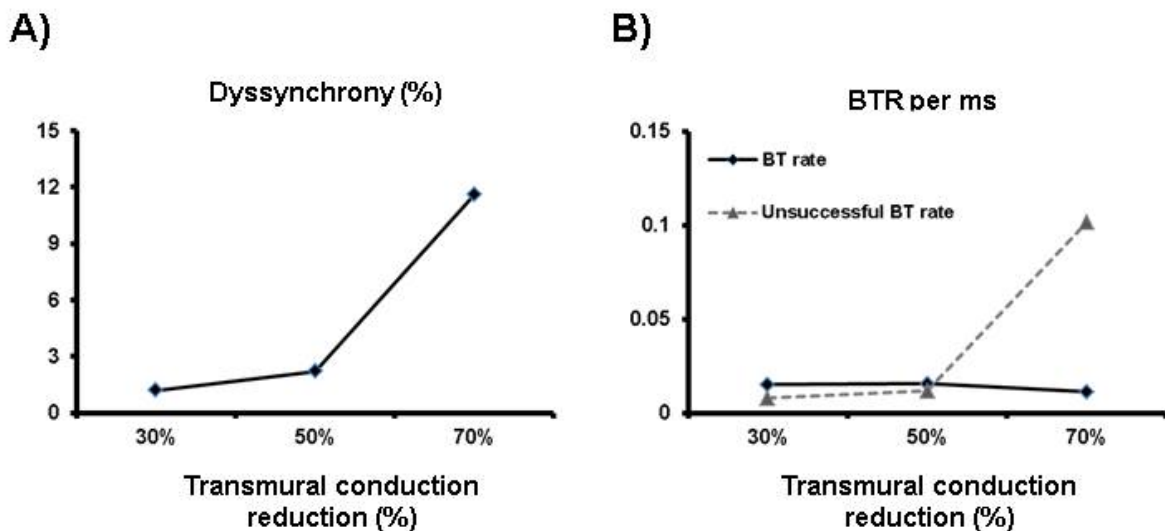 A)
Dyssynchrony (%)
15
12
9
6
3
0
30%
50%
70%
Transmural conduction
reduction (%)
B)
BTR per ms
0.15
0.1
0.05
0
BT rate
Unsuccessful BT rate
30%
50%
70%
Transmural conduction
reduction (%)